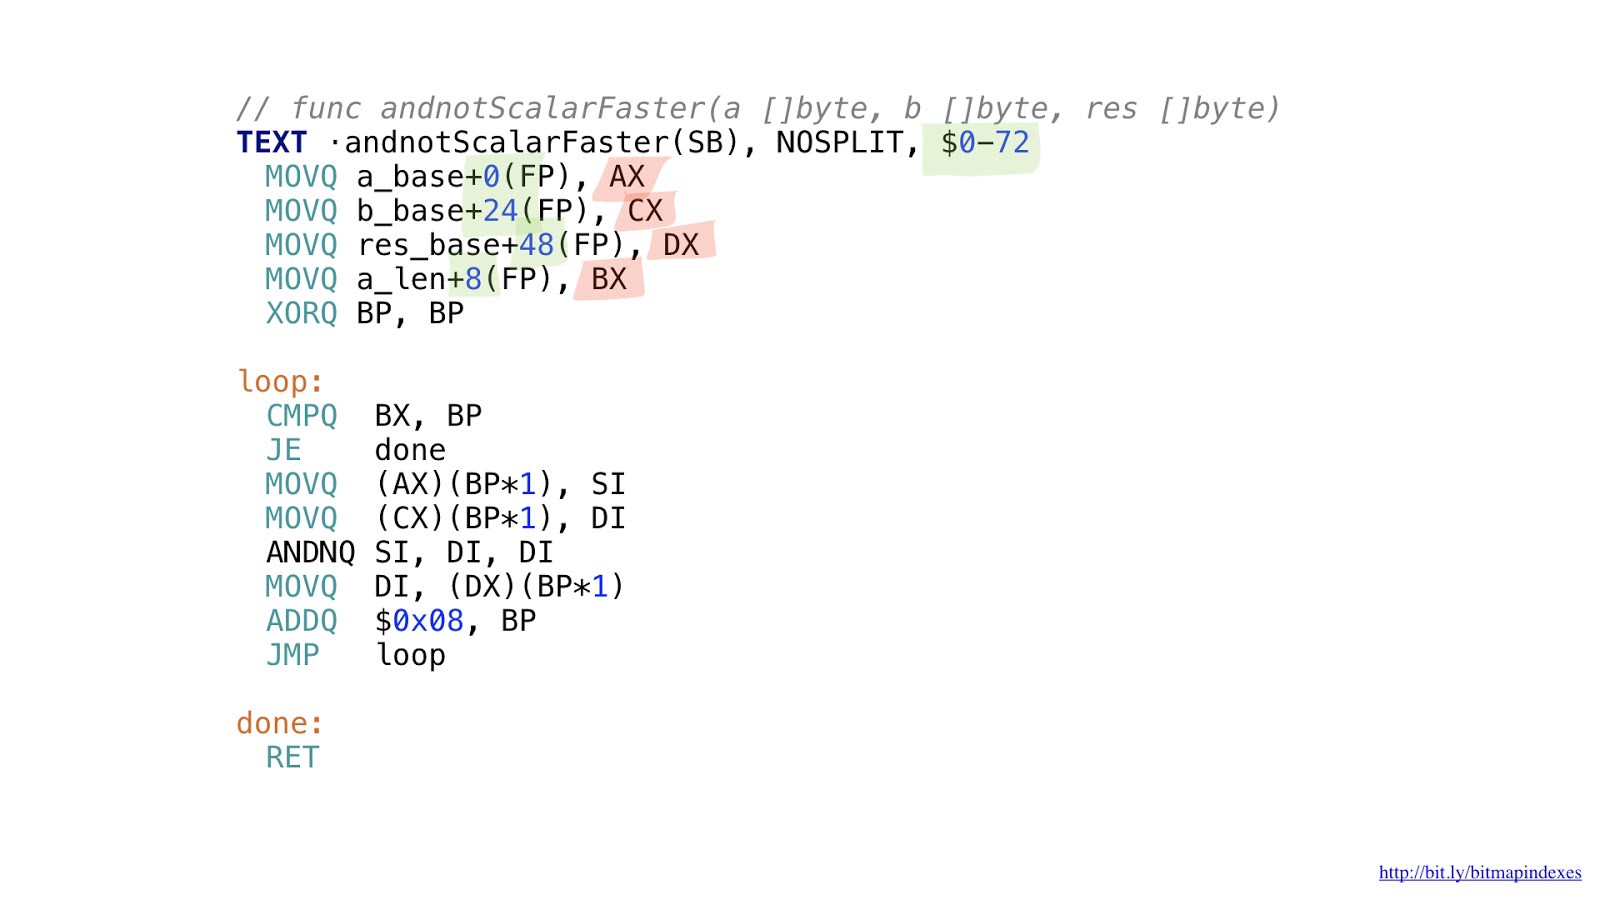 // func andnotScalarFaster(a []byte, b []byte, res []byte)
TEXT ·andnotScalarFaster(SB), NOSPLIT, $0-72
MOVQ a_base+0(FP), AX
MOVQ b_base+24(FP), CX
MOVQ res_base+48(FP), DX
MOVQ a_len+8(FP), BX
XORQ BP, BP
loop:
CMPQ BX, BP
JE done
MOVQ (AX)(BP*1), SI
MOVQ (CX)(BP*1), DI
ANDNQ SI, DI, DI
MOVQ DI, (DX)(BP*1)
ADDQ $0x08, BP
JMP loop
done:
RET
http://bit.ly/bitmapindexes